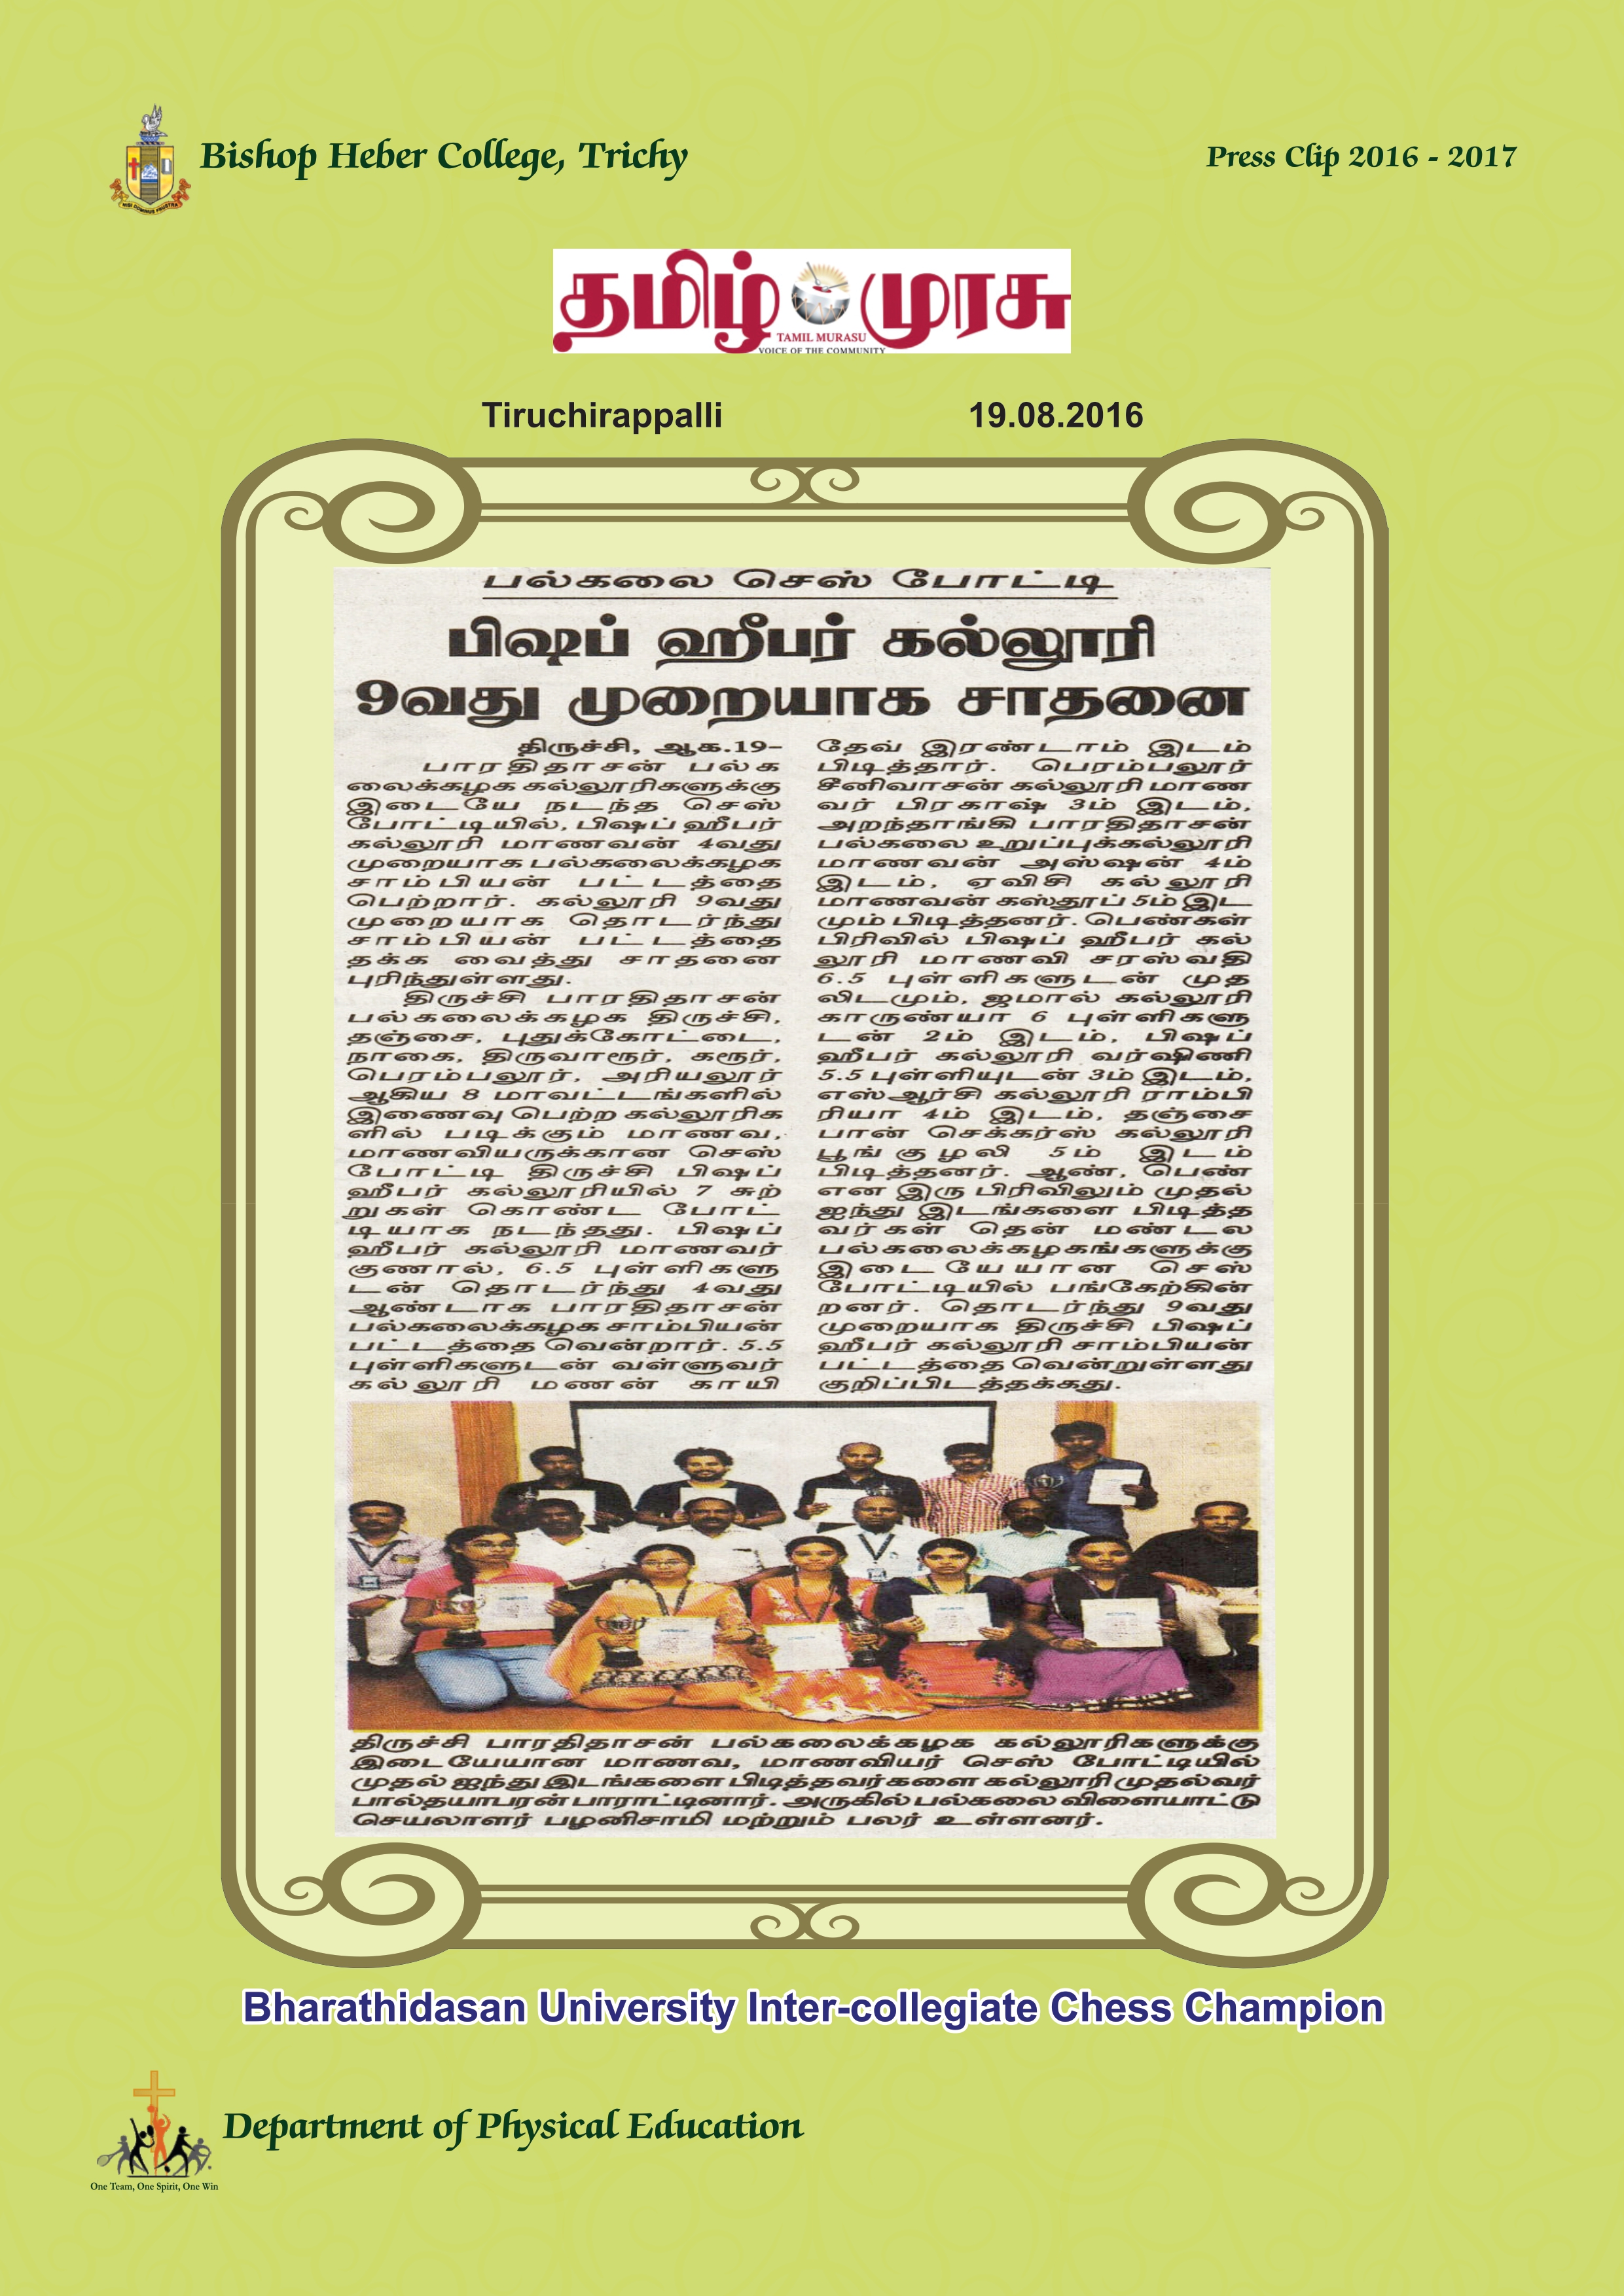 Bishop Heber College, Trichy
Press Clip 2016 - 2017
தமிழ் முரசு
TAMIL MURASU
VOICE OF THE COMMUNITY
Tiruchirappalli 19.08.2016
பல்கலை செஸ் போட்டி
பிஷப் ஹீபர் கல்லூரி
9வது முறையாக சாதனை
திருச்சி, ஆக.19–
பாரதிதாசன் பல்க
லைக்கழக கல்லூரிகளுக்கு
இடையே நடந்த செஸ்
போட்டியில், பிஷப் ஹீபர்
கல்லூரி மாணவன் 4வது
முறையாக பல்கலைக்கழக
சாம்பியன் பட்டத்தை
பெற்றார். கல்லூரி 9வது
முறையாக தொடர்ந்து
சாம்பியன் பட்டத்தை
தக்க வைத்து சாதனை
புரிந்துள்ளது.
திருச்சி பாரதிதாசன்
பல்கலைக்கழக திருச்சி,
தஞ்சை, புதுக்கோட்டை,
நாகை, திருவாரூர், கரூர்,
பெரம்பலூர், அரியலூர்
ஆகிய 8 மாவட்டங்களில்
இணைவு பெற்ற கல்லூரிக
ளில் படிக்கும் மாணவ,
மாணவியருக்கான செஸ்
போட்டி திருச்சி பிஷப்
ஹீபர் கல்லூரியில் 7 சுற்
றுகள் கொண்ட போட்
டியாக நடந்தது. பிஷப்
ஹீபர் கல்லூரி மாணவர்
குணால், 6.5 புள்ளிகளு
டன் தொடர்ந்து 4வது
ஆண்டாக பாரதிதாசன்
பல்கலைக்கழக சாம்பியன்
பட்டத்தை வென்றார். 5.5
புள்ளிகளுடன் வள்ளுவர்
கல்லூரி மணன் காயி
தேவ் இரண்டாம் இடம்
பிடித்தார். பெரம்பலூர்
சீனிவாசன் கல்லூரி மாண
வர் பிரகாஷ் 3ம் இடம்,
அறந்தாங்கி பாரதிதாசன்
பல்கலை உறுப்புக்கல்லூரி
மாணவன் அஸ்ஷன் 4ம்
இடம், ஏவிசி கல்லூரி
மாணவன் கஸ்தூப் 5ம் இட
மும் பிடித்தனர். பெண்கள்
பிரிவில் பிஷப் ஹீபர் கல்
லூரி மாணவி சரஸ்வதி
6.5 புள்ளிகளுடன் முத
லிடமும், ஜமால் கல்லூரி
காருண்யா 6 புள்ளிகளு
டன் 2ம் இடம், பிஷப்
ஹீபர் கல்லூரி வர்ஷிணி
5.5 புள்ளியுடன் 3ம் இடம்,
எஸ்ஆர்சி கல்லூரி ராம்பி
ரியா 4ம் இடம், தஞ்சை
பான் செக்கர்ஸ் கல்லூரி
பூங்குழலி 5ம் இடம்
பிடித்தனர். ஆண், பெண்
என இரு பிரிவிலும் முதல்
ஐந்து இடங்களை பிடித்த
வர்கள் தென் மண்டல
பல்கலைக்கழகங்களுக்கு
இடையேயான செஸ்
போட்டியில் பங்கேற்கின்
றனர். தொடர்ந்து 9வது
முறையாக திருச்சி பிஷப்
ஹீபர் கல்லூரி சாம்பியன்
பட்டத்தை வென்றுள்ளது
குறிப்பிடத்தக்கது.
திருச்சி பாரதிதாசன் பல்கலைக்கழக கல்லூரிகளுக்கு
இடையேயான மாணவ, மாணவியர் செஸ் போட்டியில்
முதல் ஐந்து இடங்களை பிடித்தவர்களை கல்லூரி முதல்வர்
பால்தயாபரன் பாராட்டினார். அருகில் பல்கலை விளையாட்டு
செயலாளர் பழனிசாமி மற்றும் பலர் உள்ளனர்.
Bharathidasan University Inter-collegiate Chess Champion
Department of Physical Education
One Team, One Spirit, One Win